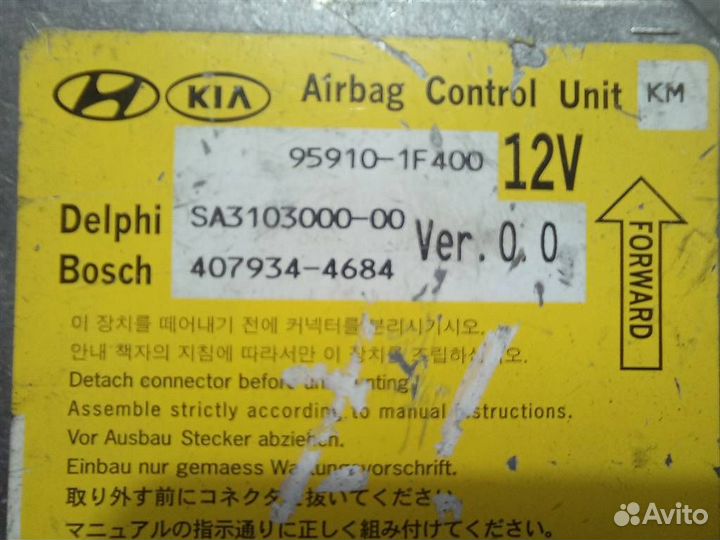 KIA Airbag Control Unit KM
95910-1F400 12V
Delphi SA3103000-00
Bosch 407934-4684
Ver. 0.0
FORWARD
이 장치를 떼어내기 전에 커넥터를 분리시기시오.
안내 책자의 지침에 따라서만 이 장치를 조립하십시오.
Detach connector before unmounting.
Assemble strictly according to manual instructions.
Vor Ausbau Stecker abziehen.
Einbau nur gemaess Wartungsvorschrift.
取り外す前にコネクタを抜いてください。
マニュアルの指示通りに正しく組み付けてください。
Avito